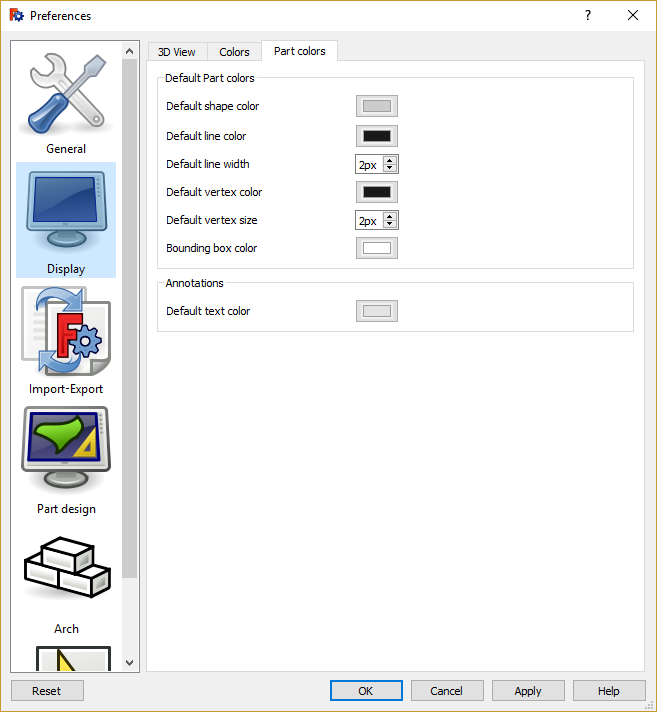 Preferences
?
General
Display
Import-Export
Part design
Arch
3D View Colors Part colors
Default Part colors
Default shape color
Default line color
Default line width 2px
Default vertex color
Default vertex size 2px
Bounding box color
Annotations
Default text color
Reset OK Cancel Apply Help